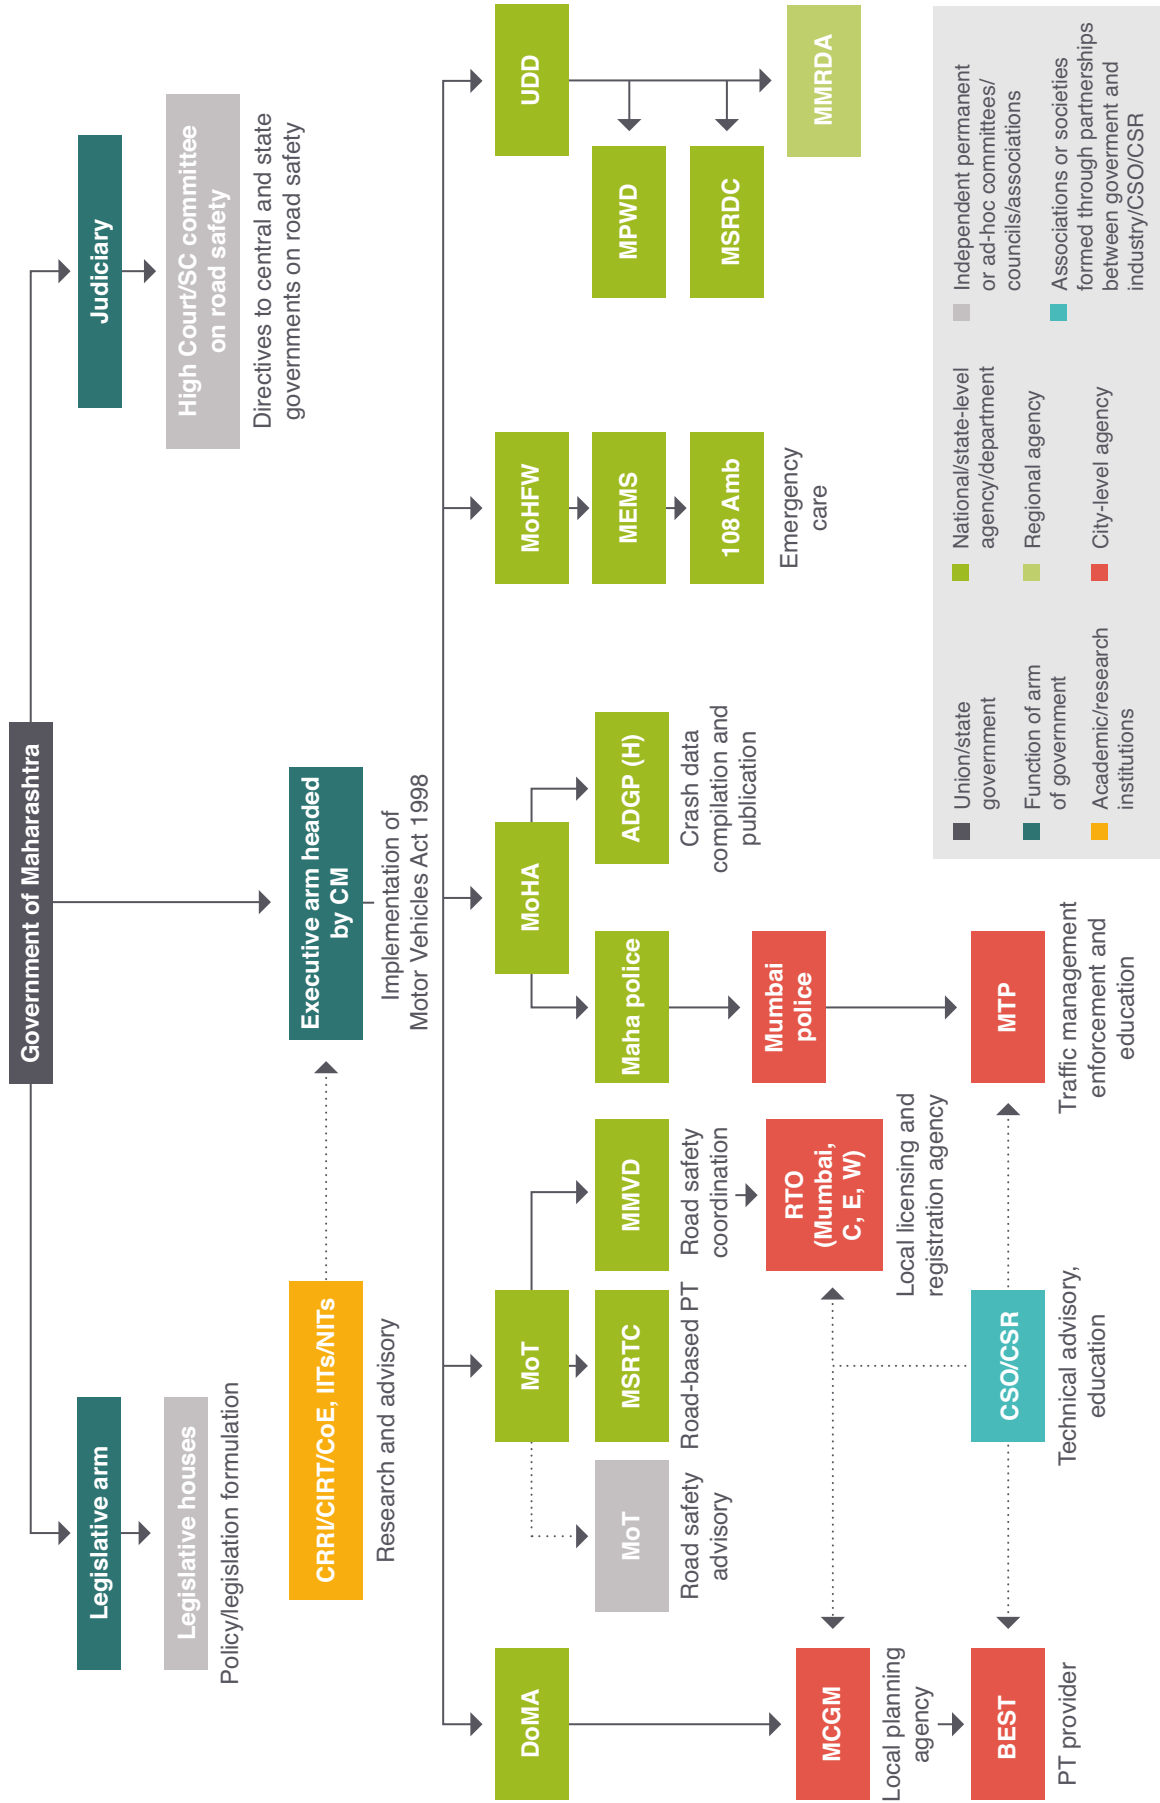 Government of Maharashtra
Legislative arm
Legislative houses
Policy/legislation formulation
Judiciary
High Court/SC committee
on road safety
Directives to central and state
governments on road safety
CRRI/CIRT/CoE, IITs/NITs
Research and advisory
Executive arm headed
by CM
Implementation of
Motor Vehicles Act 1998
DoMA
MCGM
Local planning
agency
BEST
PT provider
MoT
MoT
Road safety
advisory
MSRTC
Road-based PT
MMVD
Road safety
coordination
RTO
(Mumbai,
C, E, W)
Local licensing and
registration agency
CSO/CSR
Technical advisory,
education
MoHA
Maha police
Mumbai
police
MTP
Traffic management
enforcement and
education
ADGP (H)
Crash data
compilation and
publication
MoHFW
MEMS
108 Amb
Emergency
care
UDD
MPWD
MSRDC
MMRDA
Union/state
government
Function of arm
of government
Academic/research
institutions
National/state-level
agency/department
Regional agency
City-level agency
Independent permanent
or ad-hoc committees/
councils/associations
Associations or societies
formed through partnerships
between goverment and
industry/CSO/CSR